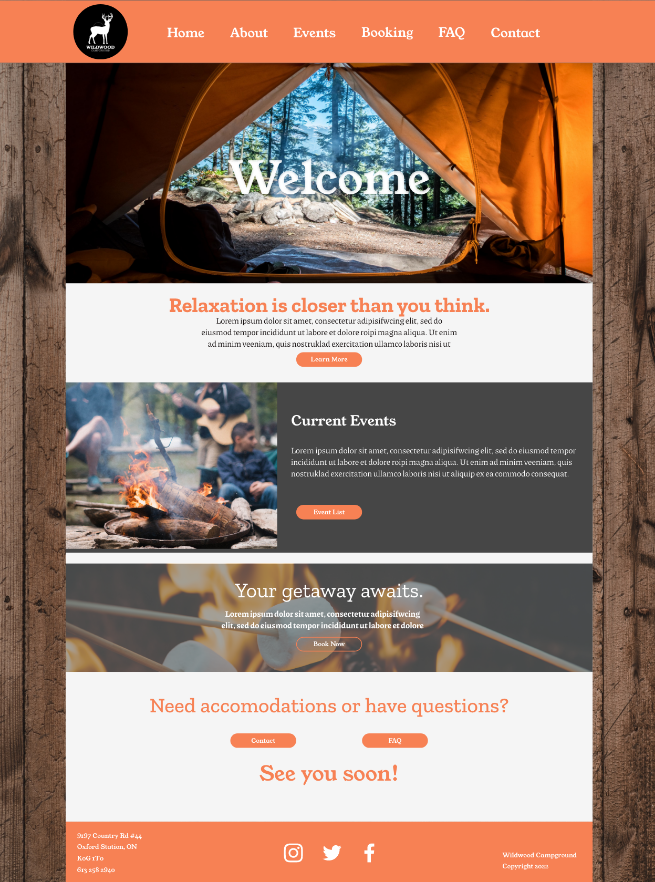 Home About Events Booking FAQ Contact
WILDWOOD
Welcome
Relaxation is closer than you think.
Lorem ipsum dolor sit amet, consectetur adipisifwcing elit, sed do
eiusmod tempor incididunt ut labore et dolore roipi magna aliqua. Ut enim
ad minim veeniam, quis nostruklad exercitation ullamco laboris nisi ut
Learn More
Current Events
Lorem ipsum dolor sit amet, consectetur adipisifwcing elit, sed do eiusmod tempor
incididunt ut labore et dolore roipi magna aliqua. Ut enim ad minim veeniam, quis
nostruklad exercitation ullamco laboris nisi ut aliquip ex ea commodo consequat.
Event List
Your getaway awaits.
Lorem ipsum dolor sit amet, consectetur adipisifwcing
elit, sed do eiusmod tempor incididunt ut labore et dolore
Book Now
Need accomodations or have questions?
Contact FAQ
See you soon!
9197 Country Rd #44
Oxford Station, ON
K0G 1T0
613 258 2840
Wildwood Campground
Copyright 2022